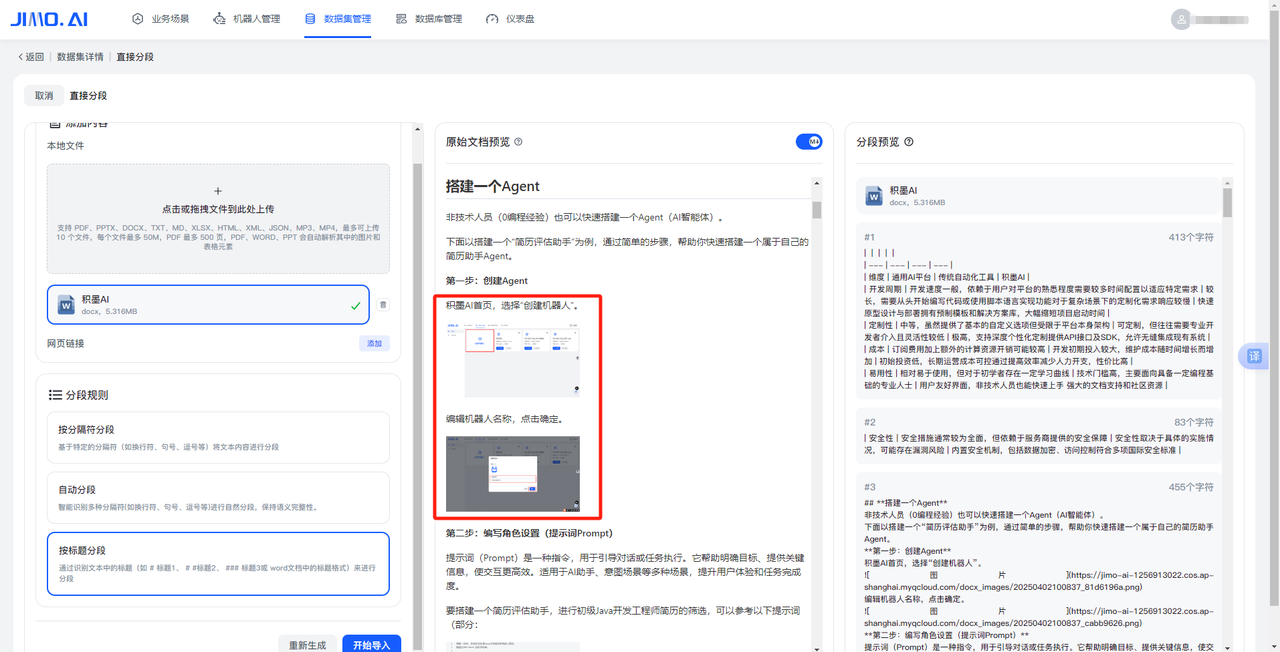 JIMO.AI
业务场景
机器人管理
数据集管理
数据库管理
仪表盘
返回
数据集详情
直接分段
取消
直接分段
添加内容
本地文件
+
点击或拖拽文件到此处上传
支持 PDF、PPTX、DOCX、TXT、MD、XLSX、HTML、XML、JSON、MP3、MP4，最多可上传
10 个文件，每个文件最多 50M，PDF 最多 500 页，PDF、WORD、PPT 会自动解析其中的图片和
表格元素
积墨AI
docx，5.316MB
网页链接
添加
分段规则
按分隔符分段
基于特定的分隔符（如换行符、句号、逗号等）将文本内容进行分段
自动分段
智能识别多种分隔符(如换行符、句号、逗号等)进行自然分段，保持语义完整性。
按标题分段
通过识别文本中的标题（如 # 标题1、 # #标题2、 ### 标题3或 word文档中的标题格式）来进行
分段
重新生成
开始导入
原始文档预览
M
搭建一个Agent
非技术人员（0编程经验）也可以快速搭建一个Agent（AI智能体）。
下面以搭建一个“简历评估助手”为例，通过简单的步骤，帮助你快速搭建一个属于自己的
简历助手Agent。
第一步：创建Agent
积墨AI首页，选择“创建机器人”。
编辑机器人名称，点击确定。
第二步：编写角色设置（提示词Prompt）
提示词（Prompt）是一种指令，用于引导对话或任务执行。它帮助明确目标、提供关键
信息，使交互更高效。适用于AI助手、意图场景等多种场景，提升用户体验和任务完成
度。
要搭建一个简历评估助手，进行初级Java开发工程师简历的筛选，可以参考以下提示词
（部分：
分段预览
积墨AI
docx，5.316MB
#1
413个字符
| | | | |
| --- | --- | --- | --- |
| 维度 | 通用AI平台 | 传统自动化工具 | 积墨AI |
| 开发周期 | 开发速度一般，依赖于用户对平台的熟悉程度需要较多时间配置以适应特定需求 | 较
长，需要从头开始编写代码或使用脚本语言实现功能对于复杂场景下的定制化需求响应较慢 | 快速
原型设计与部署拥有预制模板和解决方案库，大幅缩短项目启动时间 |
| 定制性 | 中等，虽然提供了基本的自定义选项但受限于平台本身架构 | 可定制，但往往需要专业开
发者介入且灵活性较低 | 极高，支持深度个性化定制提供API接口及SDK，允许无缝集成现有系统 |
| 成本 | 订阅费用加上额外的计算资源开销可能较高 | 开发初期投入较大，维护成本随时间增长而增
加 | 初始投资低，长期运营成本可控通过提高效率减少人力开支，性价比高 |
| 易用性 | 相对易于使用，但对于初学者存在一定学习曲线 | 技术门槛高，主要面向具备一定编程基
础的专业人士 | 用户友好界面，非技术人员也能快速上手 强大的文档支持和社区资源 |
#2
83个字符
| 安全性 | 安全措施通常较为全面，但依赖于服务商提供的安全保障 | 安全性取决于具体的实施情
况，可能存在漏洞风险 | 内置安全机制，包括数据加密、访问控制符合多项国际安全标准 |
#3
455个字符
## **搭建一个Agent**
非技术人员（0编程经验）也可以快速搭建一个Agent（AI智能体）。
下面以搭建一个“简历评估助手”为例，通过简单的步骤，帮助你快速搭建一个属于自己的简历助手
Agent。
**第一步：创建Agent**
积墨AI首页，选择“创建机器人”。
![图片](https://jimo-ai-1256913022.cos.ap-
shanghai.myqcloud.com/docx_images/20250402100837_81d6196a.png)
编辑机器人名称，点击确定。
![图片](https://jimo-ai-1256913022.cos.ap-
shanghai.myqcloud.com/docx_images/20250402100837_cabb9626.png)
**第二步：编写角色设置（提示词Prompt）**
提示词（Prompt）是一种指令，用于引导对话或任务执行。它帮助明确目标、提供关键信息，使交
译